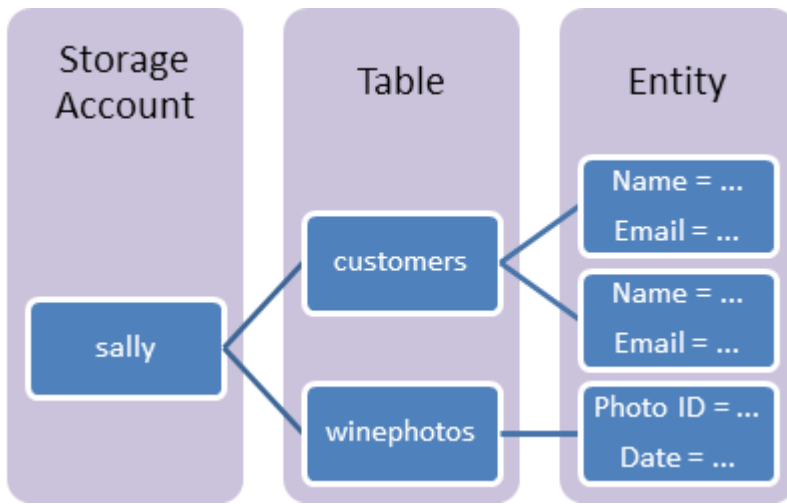 Storage
Account
Table
Entity
sally
customers
winephotos
Name = ...
Email = ...
Name = ...
Email = ...
Photo ID = ...
Date = ...